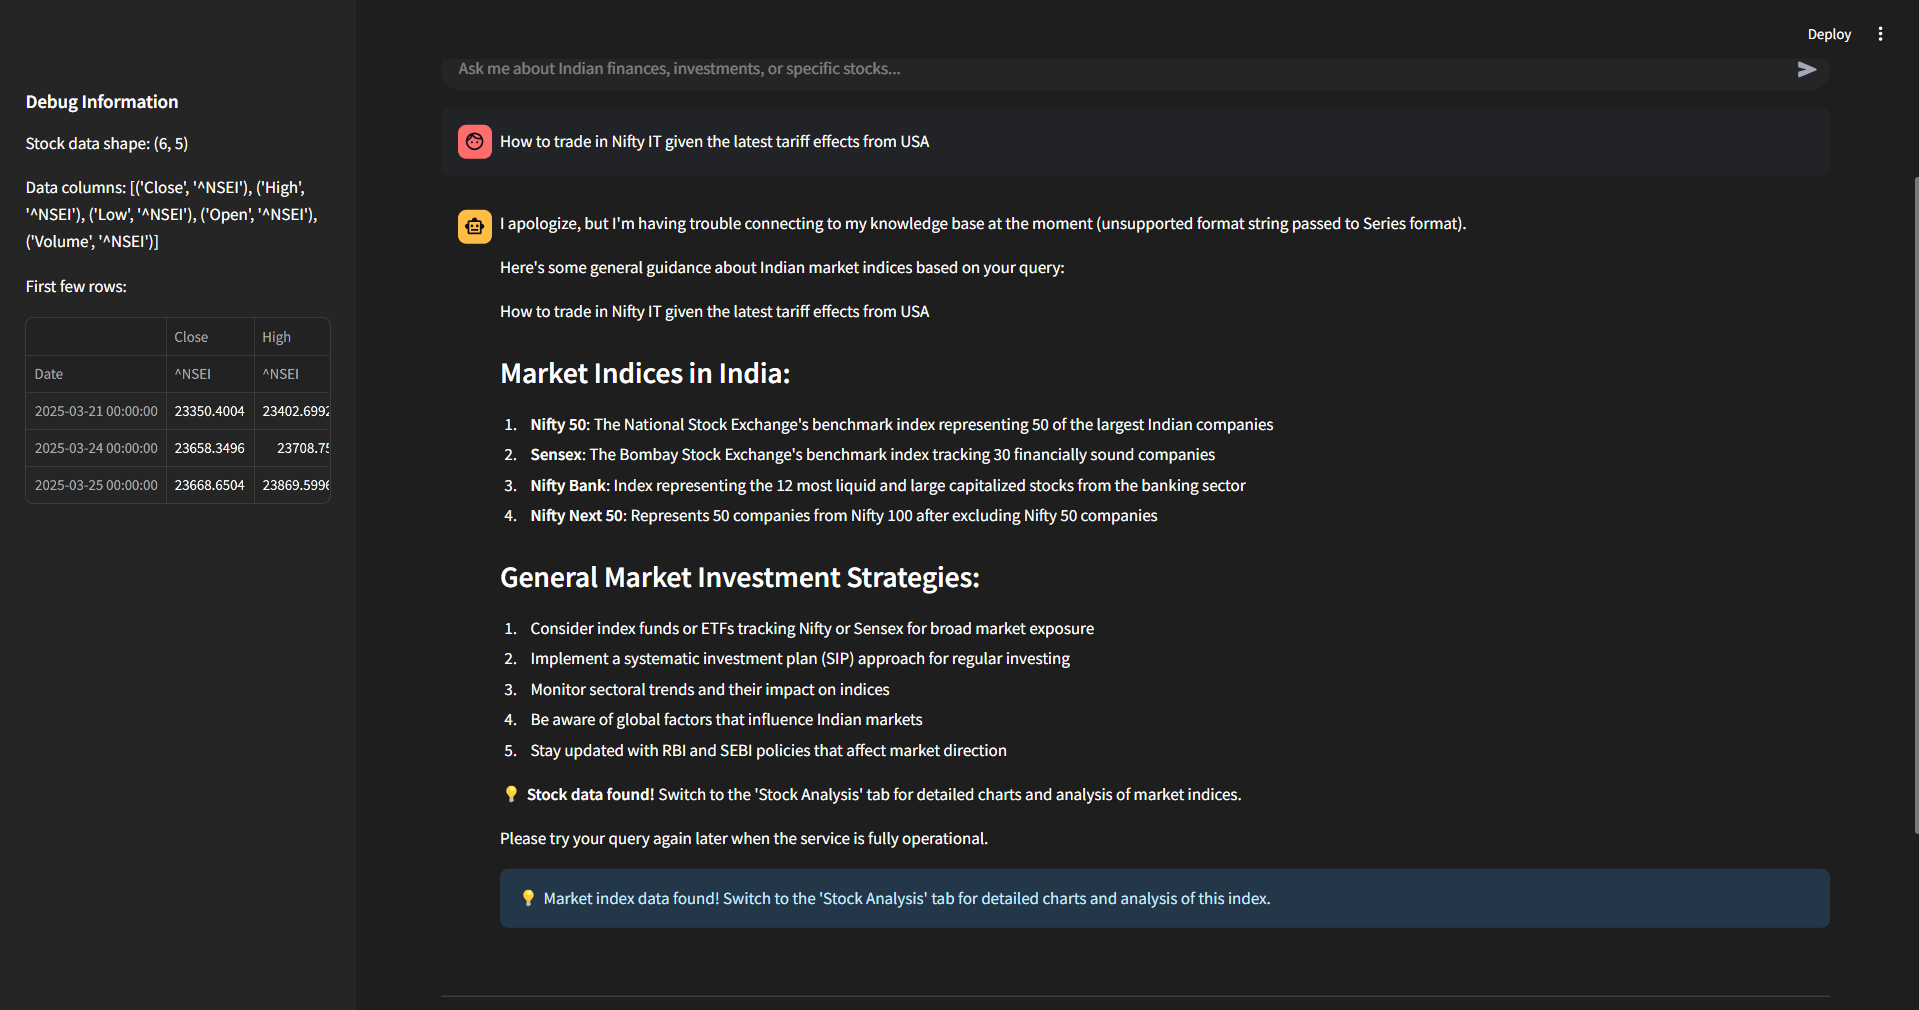 Deploy
Debug Information
Stock data shape: (6, 5)
Data columns: [('Close', '^NSEI'), ('High',
'^NSEI'), ('Low', '^NSEI'), ('Open', '^NSEI'),
('Volume', '^NSEI')]
First few rows:
Close High
Date ^NSEI ^NSEI
2025-03-21 00:00:00 23350.4004 23402.6992
2025-03-24 00:00:00 23658.3496 23708.75
2025-03-25 00:00:00 23668.6504 23869.5996
Ask me about Indian finances, investments, or specific stocks...
How to trade in Nifty IT given the latest tariff effects from USA
I apologize, but I'm having trouble connecting to my knowledge base at the moment (unsupported format string passed to Series format).
Here's some general guidance about Indian market indices based on your query:
How to trade in Nifty IT given the latest tariff effects from USA
Market Indices in India:
1. Nifty 50: The National Stock Exchange's benchmark index representing 50 of the largest Indian companies
2. Sensex: The Bombay Stock Exchange's benchmark index tracking 30 financially sound companies
3. Nifty Bank: Index representing the 12 most liquid and large capitalized stocks from the banking sector
4. Nifty Next 50: Represents 50 companies from Nifty 100 after excluding Nifty 50 companies
General Market Investment Strategies:
1. Consider index funds or ETFs tracking Nifty or Sensex for broad market exposure
2. Implement a systematic investment plan (SIP) approach for regular investing
3. Monitor sectoral trends and their impact on indices
4. Be aware of global factors that influence Indian markets
5. Stay updated with RBI and SEBI policies that affect market direction
💡 Stock data found! Switch to the 'Stock Analysis' tab for detailed charts and analysis of market indices.
Please try your query again later when the service is fully operational.
💡 Market index data found! Switch to the 'Stock Analysis' tab for detailed charts and analysis of this index.